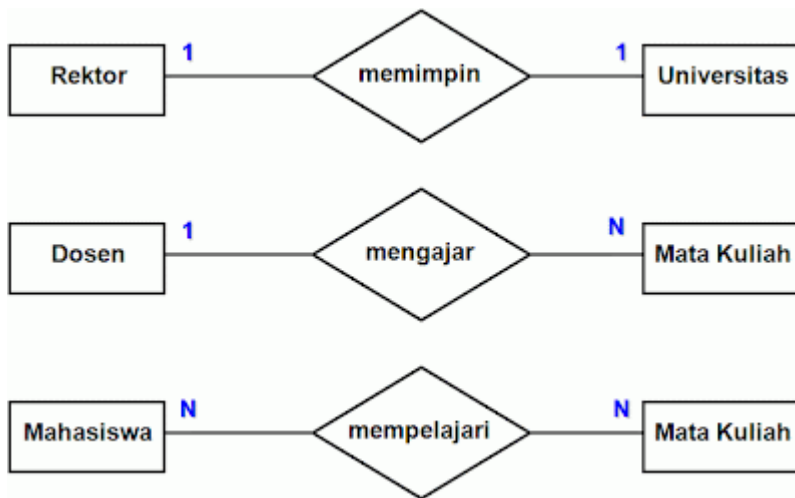 1 1
Rektor memimpin Universitas
1 N
Dosen mengajar Mata Kuliah
N N
Mahasiswa mempelajari Mata Kuliah